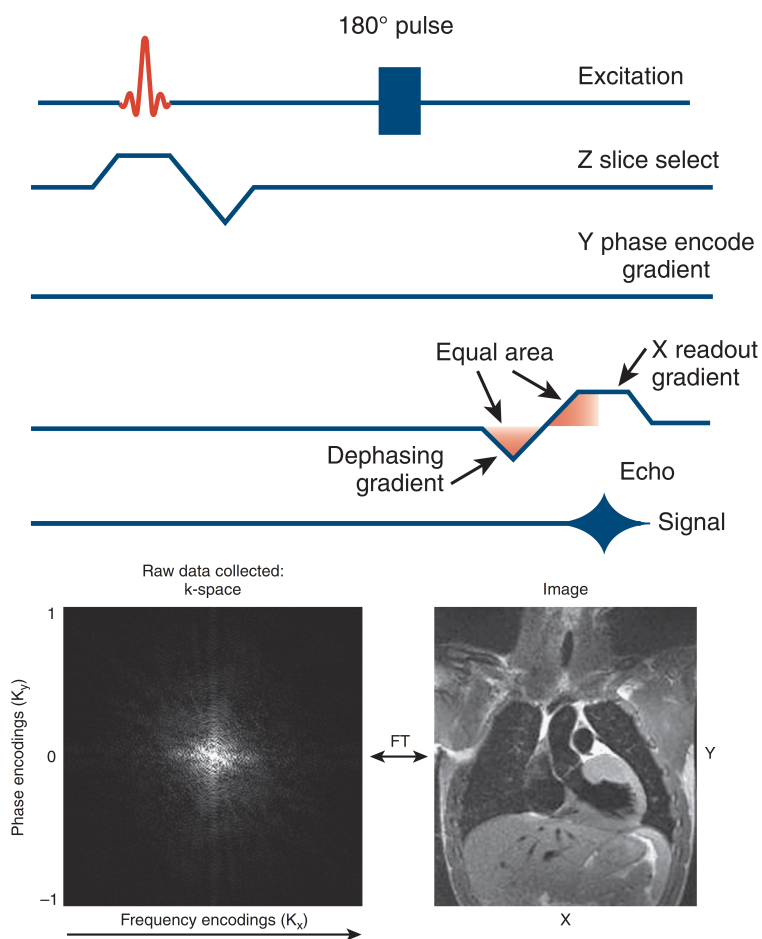 180° pulse
Excitation
Z slice select
Y phase encode
gradient
Equal area
X readout
gradient
Dephasing
gradient
Echo
Signal
Raw data collected:
k-space
Image
1
Phase encodings (Ky)
0
FT
Y
–1
Frequency encodings (Kx)
X